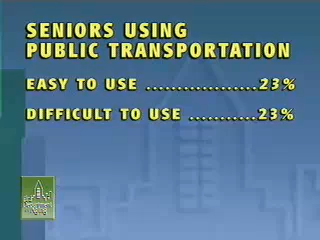 SENIORS USING
PUBLIC TRANSPORTATION
EASY TO USE ..................23%
DIFFICULT TO USE ...........23%